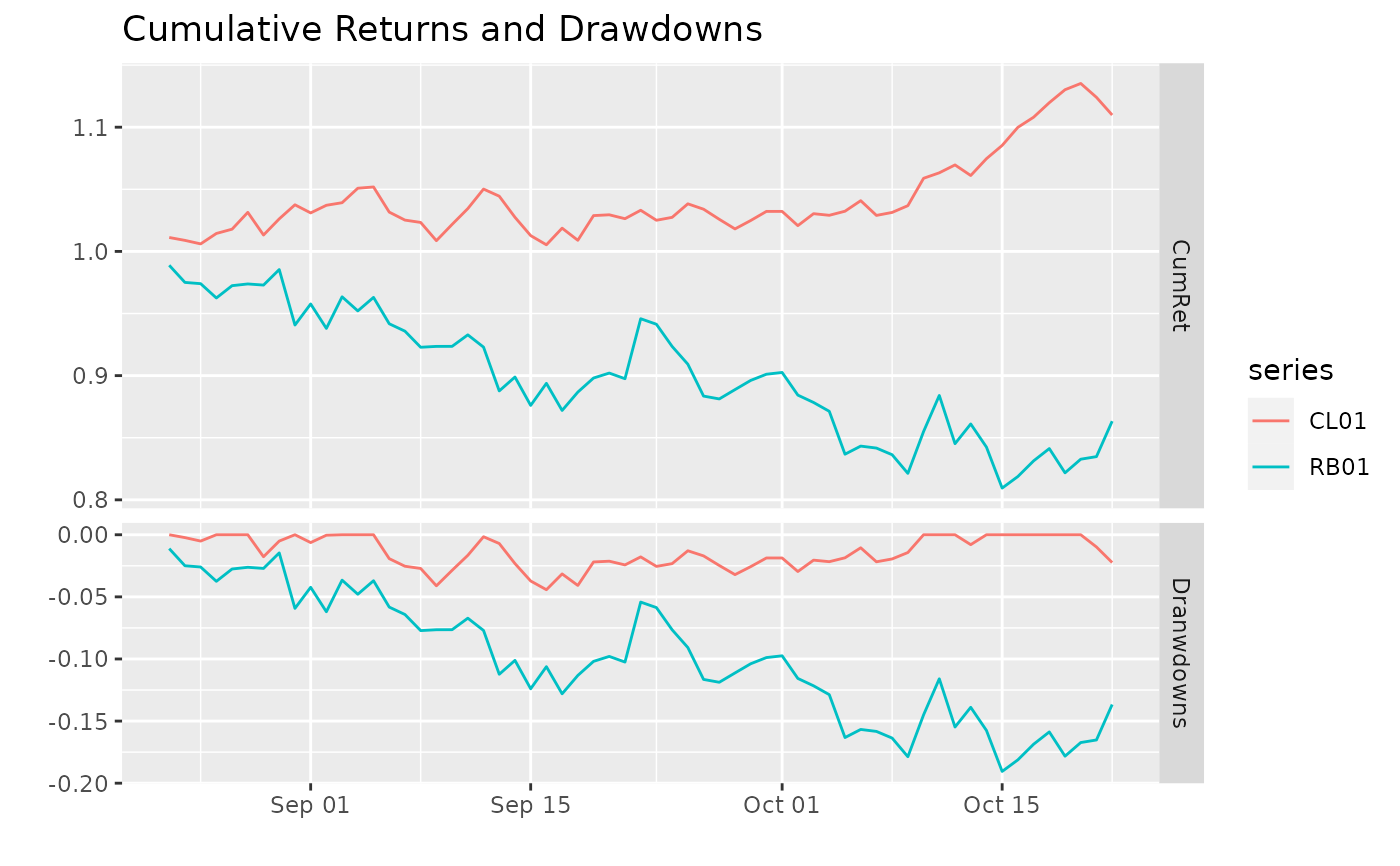 Cumulative Returns and Drawdowns
1.1
1.0
0.9
0.8
CumRet
0.00
-0.05
-0.10
-0.15
-0.20
Dranwdowns
Sep 01
Sep 15
Oct 01
Oct 15
series
CL01
RB01